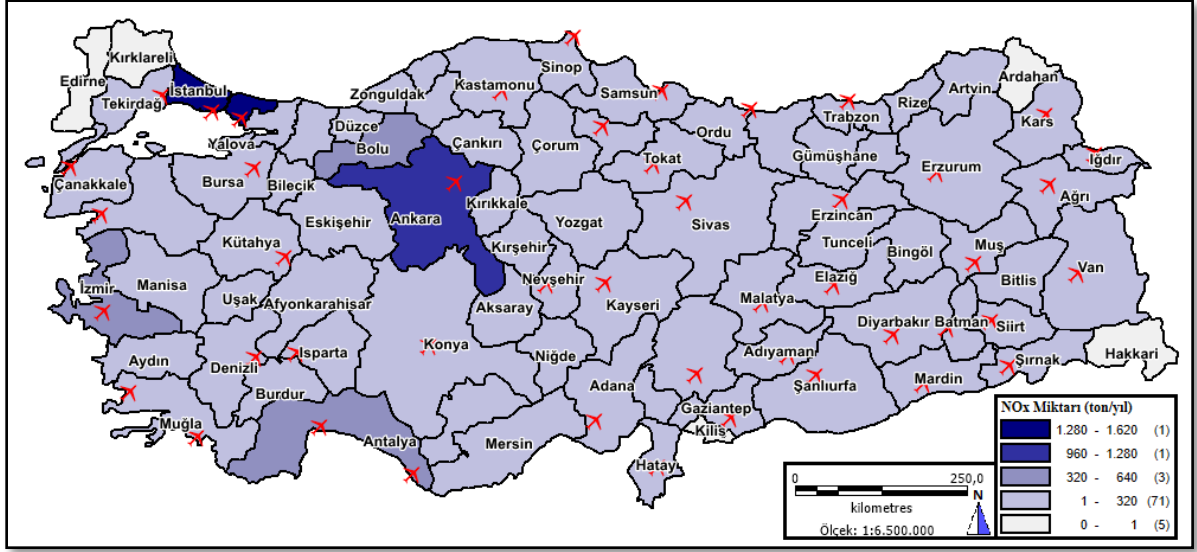 Kırklareli
Edirne
İstanbul
Tekirdağ
Yalova
Zonguldak
Kastamonu
Sinop
Samsun
Ordu
Trabzon
Rize
Artvin
Ardahan
Kars
Düzce
Bolu
Çankırı
Çorum
Tokat
Gümüşhane
Erzurum
Iğdır
Ağrı
Çanakkale
Bursa
Bilecik
Eskişehir
Ankara
Kırıkkale
Yozgat
Sivas
Erzincan
Tunceli
Bingöl
Muş
Bitlis
Van
Kütahya
Kırşehir
Nevşehir
Kayseri
Malatya
Elazığ
İzmir
Manisa
Uşak
Afyonkarahisar
Aksaray
Diyarbakır
Batman
Siirt
Hakkari
Aydın
Denizli
Isparta
Konya
Niğde
Adana
Adıyaman
Şanlıurfa
Mardin
Şırnak
Burdur
Muğla
Antalya
Mersin
Gaziantep
Kilis
Hatay
NOx Miktarı (ton/yıl)
1.280 - 1.620 (1)
960 - 1.280 (1)
320 - 640 (3)
1 - 320 (71)
0 - 1 (5)
0 250,0
kilometres
N
Ölçek: 1:6.500.000